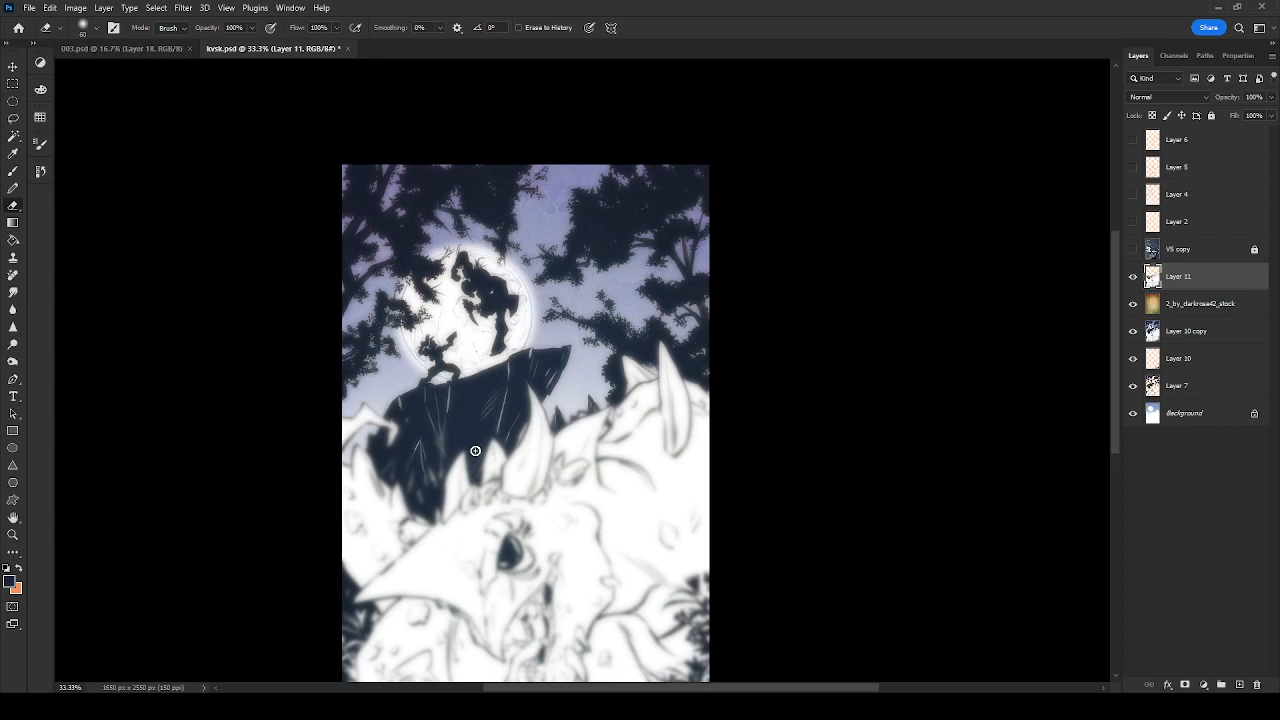 File Edit Image Layer Type Select Filter 3D View Plugins Window Help
Mode: Brush Opacity: 100% Flow: 100% Smoothing: 0% 0° Erase to History Share
60
003.psd @ 16.7% (Layer 18, RGB/8) × kvsk.psd @ 33.3% (Layer 11, RGB/8#) * ×
Layers Channels Paths Properties
Kind
Normal Opacity: 100%
Lock: Fill: 100%
Layer 6
Layer 5
Layer 4
Layer 2
VS copy
Layer 11
2_by_darkrose42_stock
Layer 10 copy
Layer 10
Layer 7
Background
33.33% 1650 px x 2550 px (150 ppi)